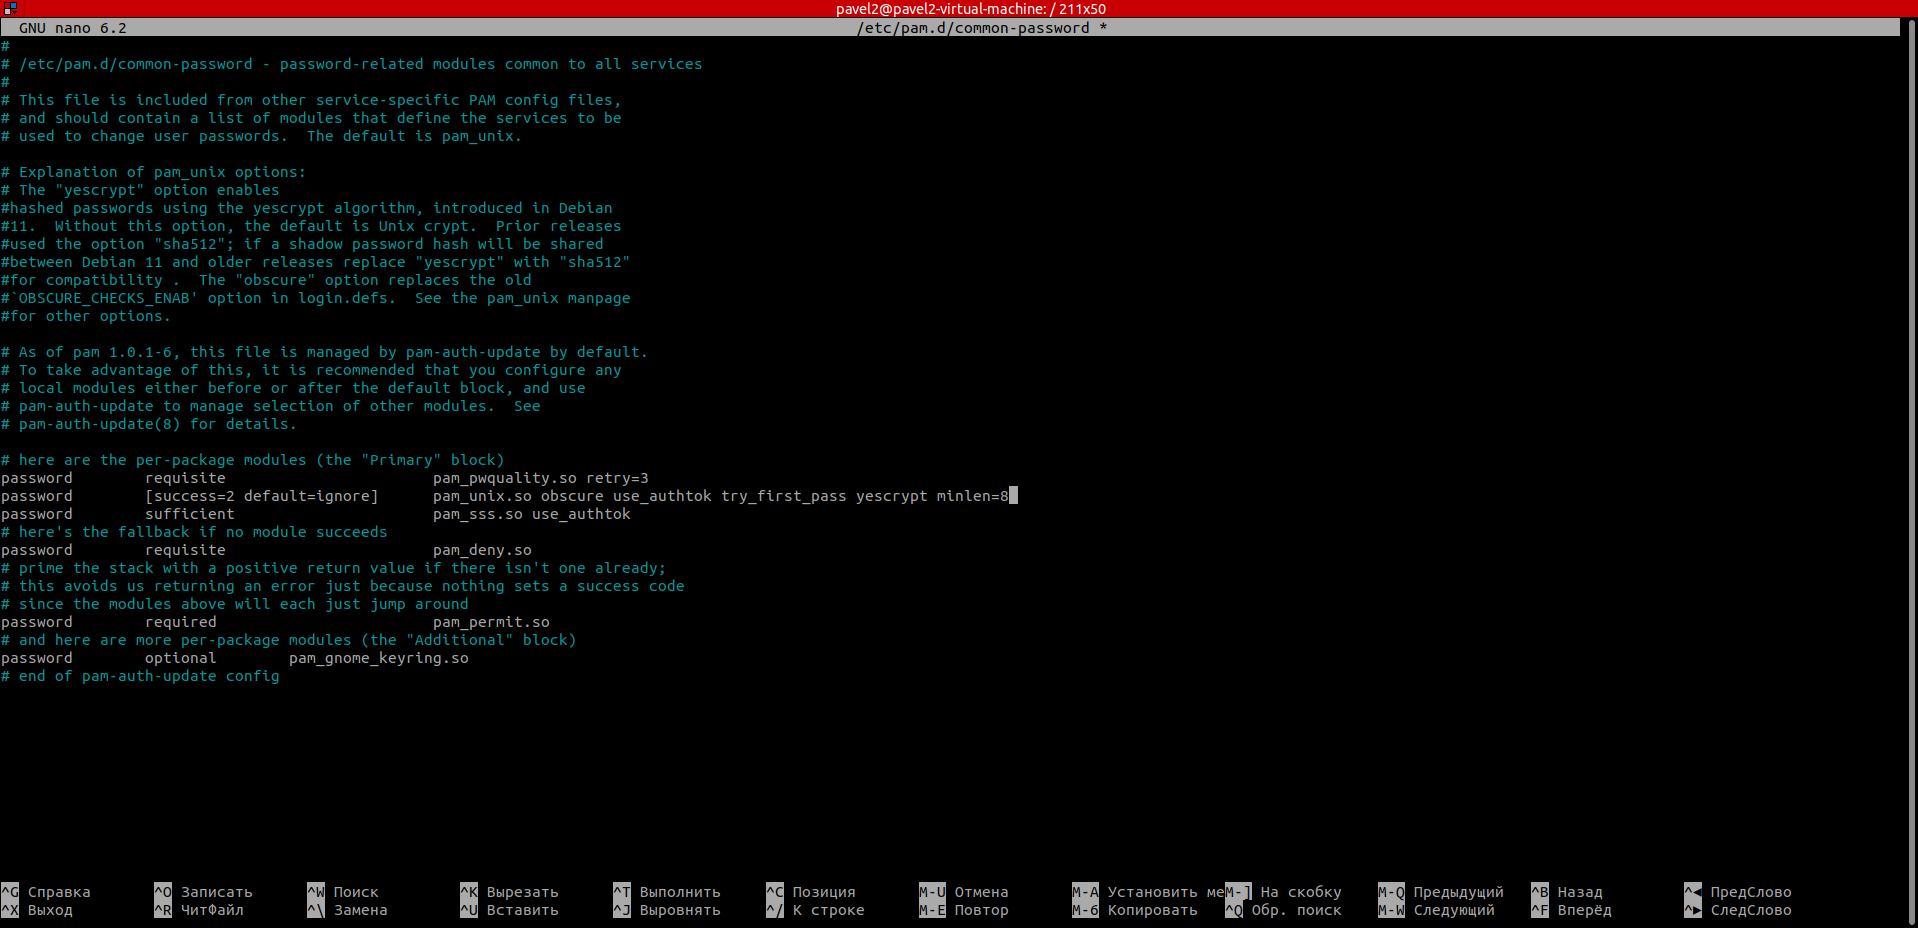 pavel2@pavel2-virtual-machine: / 211x50
GNU nano 6.2 /etc/pam.d/common-password *
#
# /etc/pam.d/common-password - password-related modules common to all services
#
# This file is included from other service-specific PAM config files,
# and should contain a list of modules that define the services to be
# used to change user passwords.  The default is pam_unix.
# Explanation of pam_unix options:
# The "yescrypt" option enables
#hashed passwords using the yescrypt algorithm, introduced in Debian
#11.  Without this option, the default is Unix crypt.  Prior releases
#used the option "sha512"; if a shadow password hash will be shared
#between Debian 11 and older releases replace "yescrypt" with "sha512"
#for compatibility .  The "obscure" option replaces the old
#`OBSCURE_CHECKS_ENAB' option in login.defs.  See the pam_unix manpage
#for other options.
# As of pam 1.0.1-6, this file is managed by pam-auth-update by default.
# To take advantage of this, it is recommended that you configure any
# local modules either before or after the default block, and use
# pam-auth-update to manage selection of other modules.  See
# pam-auth-update(8) for details.
# here are the per-package modules (the "Primary" block)
password        requisite                       pam_pwquality.so retry=3
password        [success=2 default=ignore]      pam_unix.so obscure use_authtok try_first_pass yescrypt minlen=8
password        sufficient                      pam_sss.so use_authtok
# here's the fallback if no module succeeds
password        requisite                       pam_deny.so
# prime the stack with a positive return value if there isn't one already;
# this avoids us returning an error just because nothing sets a success code
# since the modules above will each just jump around
password        required                        pam_permit.so
# and here are more per-package modules (the "Additional" block)
password        optional        pam_gnome_keyring.so
# end of pam-auth-update config
^G Справка ^O Записать ^W Поиск ^K Вырезать ^T Выполнить ^C Позиция M-U Отмена M-A Установить ме M-] На скобку M-Q Предыдущий ^B Назад ^◂ ПредСлово
^X Выход ^R ЧитФайл ^\ Замена ^U Вставить ^J Выровнять ^/ К строке M-E Повтор M-6 Копировать ^Q Обр. поиск M-W Следующий ^F Вперёд ^▸ СледСлово